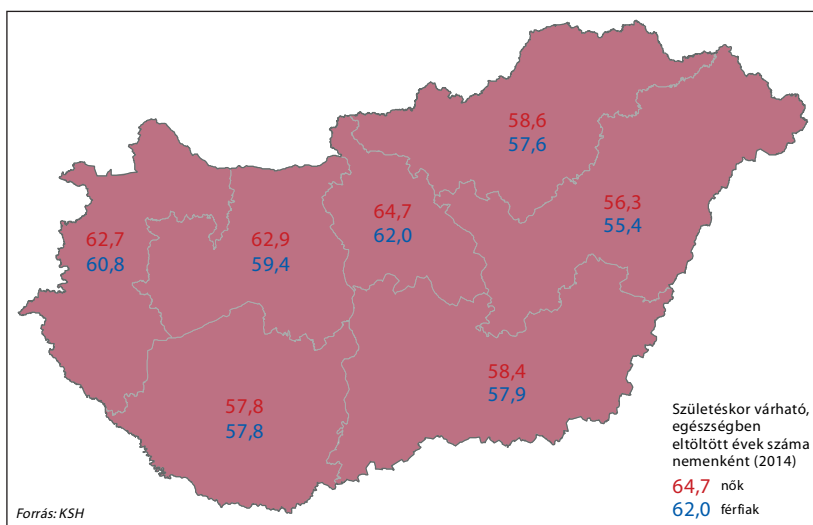 58,6
57,6
56,3
55,4
64,7
62,0
62,7
60,8
62,9
59,4
58,4
57,9
57,8
57,8
Születéskor várható,
egészségben
eltöltött évek száma
nemenként (2014)
64,7 nők
62,0 férfiak
Forrás: KSH